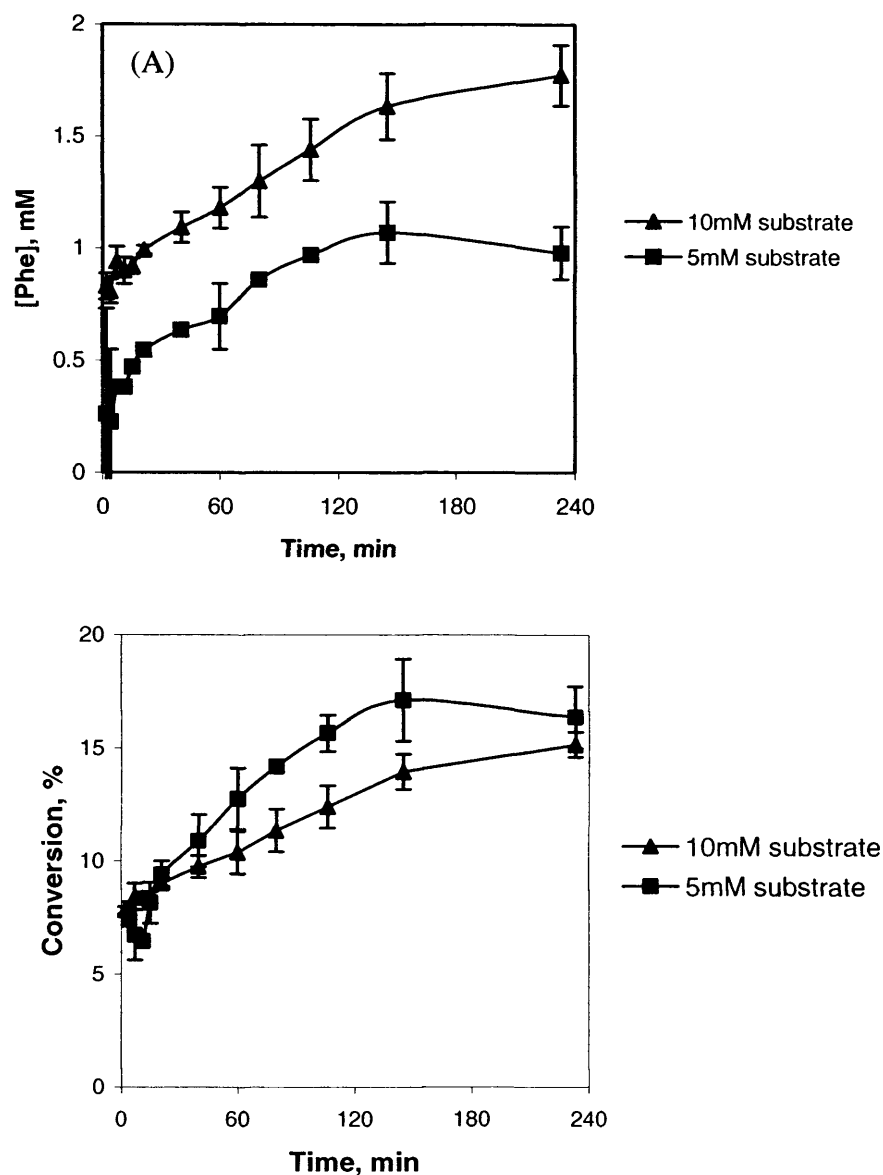 2
(A)
1.5
1
0.5
0
[Phe], mM
0 60 120 180 240
Time, min
10mM substrate
5mM substrate
20
15
10
5
0
Conversion, %
0 60 120 180 240
Time, min
10mM substrate
5mM substrate